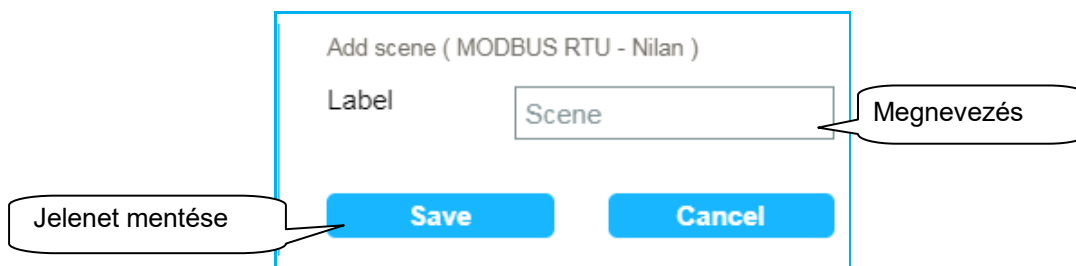 Add scene ( MODBUS RTU - Nilan )
Label
Scene
Megnevezés
Jelenet mentése
Save
Cancel